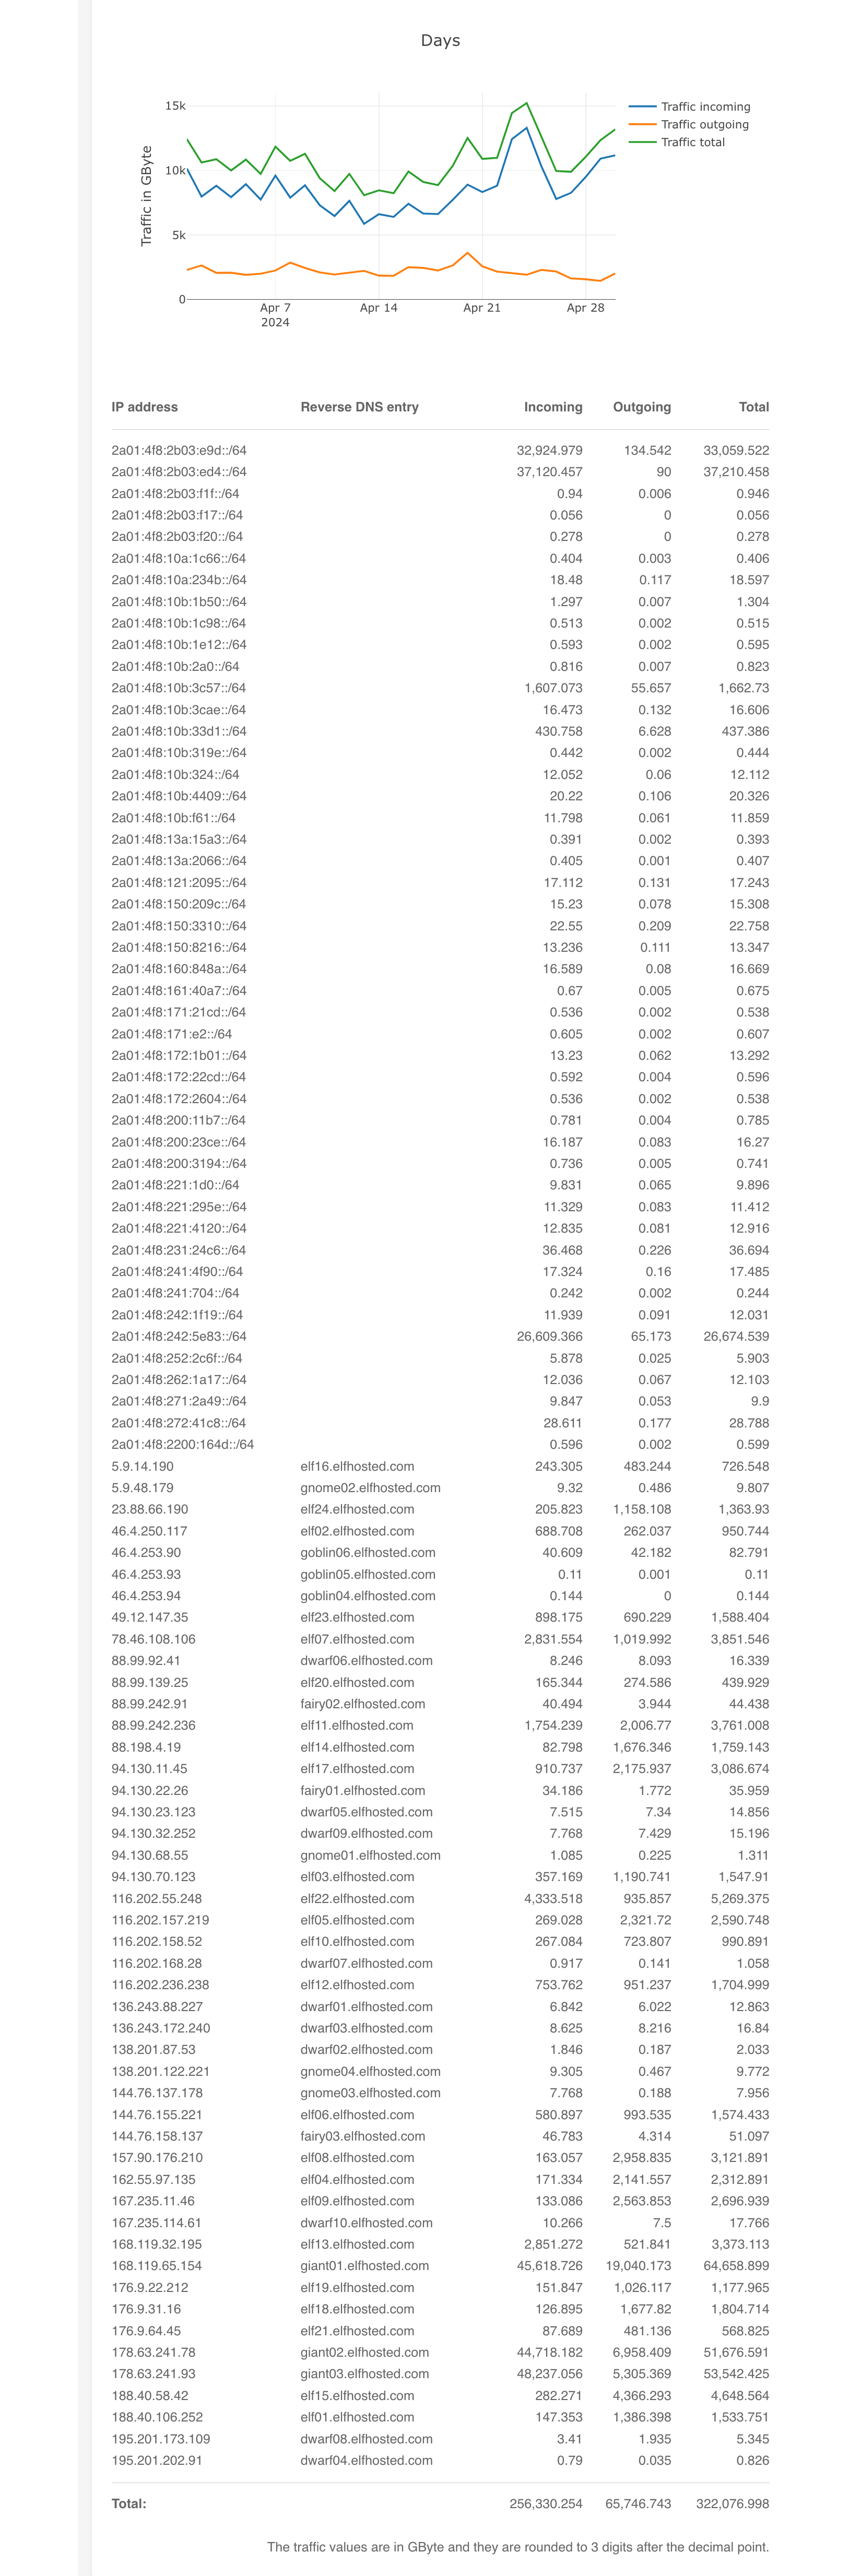 Days
15k
10k
5k
0
Traffic in GByte
Apr 7
2024
Apr 14
Apr 21
Apr 28
Traffic incoming
Traffic outgoing
Traffic total
IP address Reverse DNS entry Incoming Outgoing Total
2a01:4f8:2b03:e9d::/64 32,924.979 134.542 33,059.522
2a01:4f8:2b03:ed4::/64 37,120.457 90 37,210.458
2a01:4f8:2b03:f1f::/64 0.94 0.006 0.946
2a01:4f8:2b03:f17::/64 0.056 0 0.056
2a01:4f8:2b03:f20::/64 0.278 0 0.278
2a01:4f8:10a:1c66::/64 0.404 0.003 0.406
2a01:4f8:10a:234b::/64 18.48 0.117 18.597
2a01:4f8:10b:1b50::/64 1.297 0.007 1.304
2a01:4f8:10b:1c98::/64 0.513 0.002 0.515
2a01:4f8:10b:1e12::/64 0.593 0.002 0.595
2a01:4f8:10b:2a0::/64 0.816 0.007 0.823
2a01:4f8:10b:3c57::/64 1,607.073 55.657 1,662.73
2a01:4f8:10b:3cae::/64 16.473 0.132 16.606
2a01:4f8:10b:33d1::/64 430.758 6.628 437.386
2a01:4f8:10b:319e::/64 0.442 0.002 0.444
2a01:4f8:10b:324::/64 12.052 0.06 12.112
2a01:4f8:10b:4409::/64 20.22 0.106 20.326
2a01:4f8:10b:f61::/64 11.798 0.061 11.859
2a01:4f8:13a:15a3::/64 0.391 0.002 0.393
2a01:4f8:13a:2066::/64 0.405 0.001 0.407
2a01:4f8:121:2095::/64 17.112 0.131 17.243
2a01:4f8:150:209c::/64 15.23 0.078 15.308
2a01:4f8:150:3310::/64 22.55 0.209 22.758
2a01:4f8:150:8216::/64 13.236 0.111 13.347
2a01:4f8:160:848a::/64 16.589 0.08 16.669
2a01:4f8:161:40a7::/64 0.67 0.005 0.675
2a01:4f8:171:21cd::/64 0.536 0.002 0.538
2a01:4f8:171:e2::/64 0.605 0.002 0.607
2a01:4f8:172:1b01::/64 13.23 0.062 13.292
2a01:4f8:172:22cd::/64 0.592 0.004 0.596
2a01:4f8:172:2604::/64 0.536 0.002 0.538
2a01:4f8:200:11b7::/64 0.781 0.004 0.785
2a01:4f8:200:23ce::/64 16.187 0.083 16.27
2a01:4f8:200:3194::/64 0.736 0.005 0.741
2a01:4f8:221:1d0::/64 9.831 0.065 9.896
2a01:4f8:221:295e::/64 11.329 0.083 11.412
2a01:4f8:221:4120::/64 12.835 0.081 12.916
2a01:4f8:231:24c6::/64 36.468 0.226 36.694
2a01:4f8:241:4f90::/64 17.324 0.16 17.485
2a01:4f8:241:704::/64 0.242 0.002 0.244
2a01:4f8:242:1f19::/64 11.939 0.091 12.031
2a01:4f8:242:5e83::/64 26,609.366 65.173 26,674.539
2a01:4f8:252:2c6f::/64 5.878 0.025 5.903
2a01:4f8:262:1a17::/64 12.036 0.067 12.103
2a01:4f8:271:2a49::/64 9.847 0.053 9.9
2a01:4f8:272:41c8::/64 28.611 0.177 28.788
2a01:4f8:2200:164d::/64 0.596 0.002 0.599
5.9.14.190 elf16.elfhosted.com 243.305 483.244 726.548
5.9.48.179 gnome02.elfhosted.com 9.32 0.486 9.807
23.88.66.190 elf24.elfhosted.com 205.823 1,158.108 1,363.93
46.4.250.117 elf02.elfhosted.com 688.708 262.037 950.744
46.4.253.90 goblin06.elfhosted.com 40.609 42.182 82.791
46.4.253.93 goblin05.elfhosted.com 0.11 0.001 0.11
46.4.253.94 goblin04.elfhosted.com 0.144 0 0.144
49.12.147.35 elf23.elfhosted.com 898.175 690.229 1,588.404
78.46.108.106 elf07.elfhosted.com 2,831.554 1,019.992 3,851.546
88.99.92.41 dwarf06.elfhosted.com 8.246 8.093 16.339
88.99.139.25 elf20.elfhosted.com 165.344 274.586 439.929
88.99.242.91 fairy02.elfhosted.com 40.494 3.944 44.438
88.99.242.236 elf11.elfhosted.com 1,754.239 2,006.77 3,761.008
88.198.4.19 elf14.elfhosted.com 82.798 1,676.346 1,759.143
94.130.11.45 elf17.elfhosted.com 910.737 2,175.937 3,086.674
94.130.22.26 fairy01.elfhosted.com 34.186 1.772 35.959
94.130.23.123 dwarf05.elfhosted.com 7.515 7.34 14.856
94.130.32.252 dwarf09.elfhosted.com 7.768 7.429 15.196
94.130.68.55 gnome01.elfhosted.com 1.085 0.225 1.311
94.130.70.123 elf03.elfhosted.com 357.169 1,190.741 1,547.91
116.202.55.248 elf22.elfhosted.com 4,333.518 935.857 5,269.375
116.202.157.219 elf05.elfhosted.com 269.028 2,321.72 2,590.748
116.202.158.52 elf10.elfhosted.com 267.084 723.807 990.891
116.202.168.28 dwarf07.elfhosted.com 0.917 0.141 1.058
116.202.236.238 elf12.elfhosted.com 753.762 951.237 1,704.999
136.243.88.227 dwarf01.elfhosted.com 6.842 6.022 12.863
136.243.172.240 dwarf03.elfhosted.com 8.625 8.216 16.84
138.201.87.53 dwarf02.elfhosted.com 1.846 0.187 2.033
138.201.122.221 gnome04.elfhosted.com 9.305 0.467 9.772
144.76.137.178 gnome03.elfhosted.com 7.768 0.188 7.956
144.76.155.221 elf06.elfhosted.com 580.897 993.535 1,574.433
144.76.158.137 fairy03.elfhosted.com 46.783 4.314 51.097
157.90.176.210 elf08.elfhosted.com 163.057 2,958.835 3,121.891
162.55.97.135 elf04.elfhosted.com 171.334 2,141.557 2,312.891
167.235.11.46 elf09.elfhosted.com 133.086 2,563.853 2,696.939
167.235.114.61 dwarf10.elfhosted.com 10.266 7.5 17.766
168.119.32.195 elf13.elfhosted.com 2,851.272 521.841 3,373.113
168.119.65.154 giant01.elfhosted.com 45,618.726 19,040.173 64,658.899
176.9.22.212 elf19.elfhosted.com 151.847 1,026.117 1,177.965
176.9.31.16 elf18.elfhosted.com 126.895 1,677.82 1,804.714
176.9.64.45 elf21.elfhosted.com 87.689 481.136 568.825
178.63.241.78 giant02.elfhosted.com 44,718.182 6,958.409 51,676.591
178.63.241.93 giant03.elfhosted.com 48,237.056 5,305.369 53,542.425
188.40.58.42 elf15.elfhosted.com 282.271 4,366.293 4,648.564
188.40.106.252 elf01.elfhosted.com 147.353 1,386.398 1,533.751
195.201.173.109 dwarf08.elfhosted.com 3.41 1.935 5.345
195.201.202.91 dwarf04.elfhosted.com 0.79 0.035 0.826
Total: 256,330.254 65,746.743 322,076.998
The traffic values are in GByte and they are rounded to 3 digits after the decimal point.